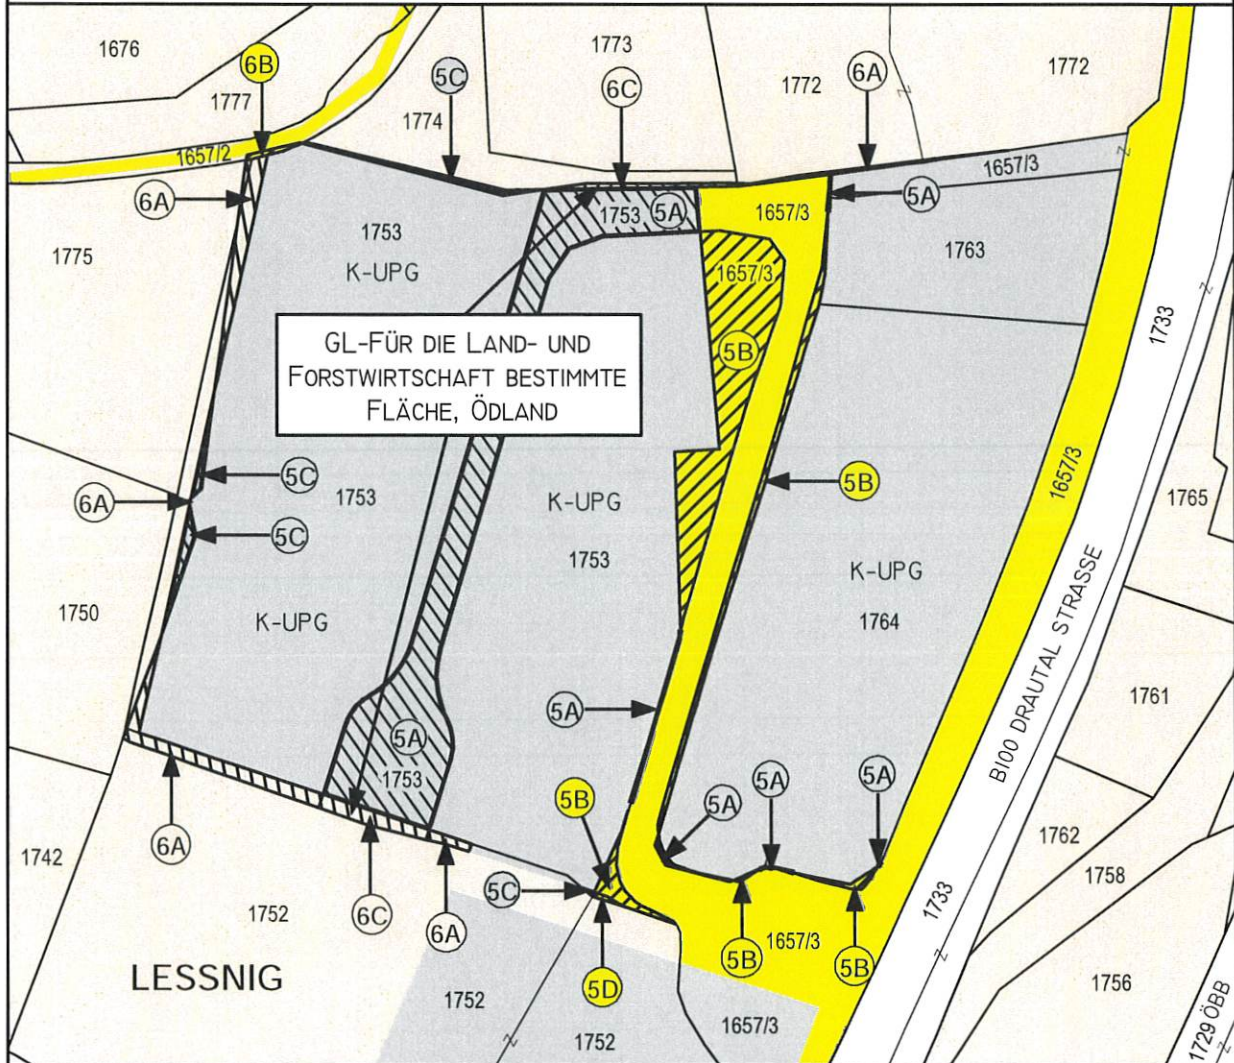 1676
6B
1777
5C
1774
1773
6C
1772
6A
1772
Z
1657/2
6A
1775
1753
K-UPG
1753
5A
1657/3
5A
1657/3
Z
1763
1657/3
1733
Z
GL-FÜR DIE LAND- UND
FORSTWIRTSCHAFT BESTIMMTE
FLÄCHE, ÖDLAND
5B
5C
6A
1753
5C
K-UPG
1753
5B
1657/3
1765
K-UPG
1764
1750
K-UPG
B100 DRAUTAL STRASSE
1761
5A
5A
1753
5B
5A
5A
5A
1742
6A
1762
1758
5C
1752
6C
6A
1733
Z
1657/3
5B
5B
LESSNIG
5D
1752
1756
1657/3
Z
1752
1729 ÖBB
Z